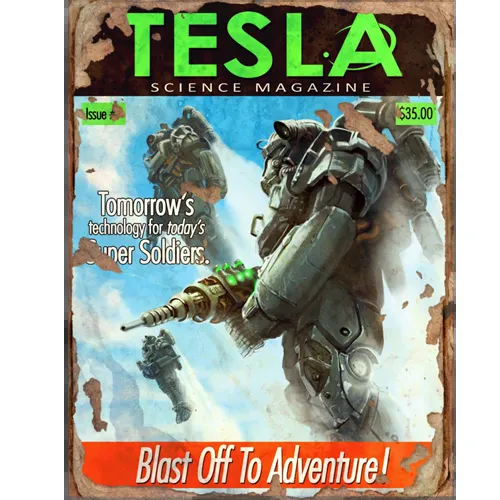 TESLA
SCIENCE MAGAZINE
Issue #
$35.00
Tomorrow's
technology for today's
Super Soldiers.
Blast Off To Adventure!